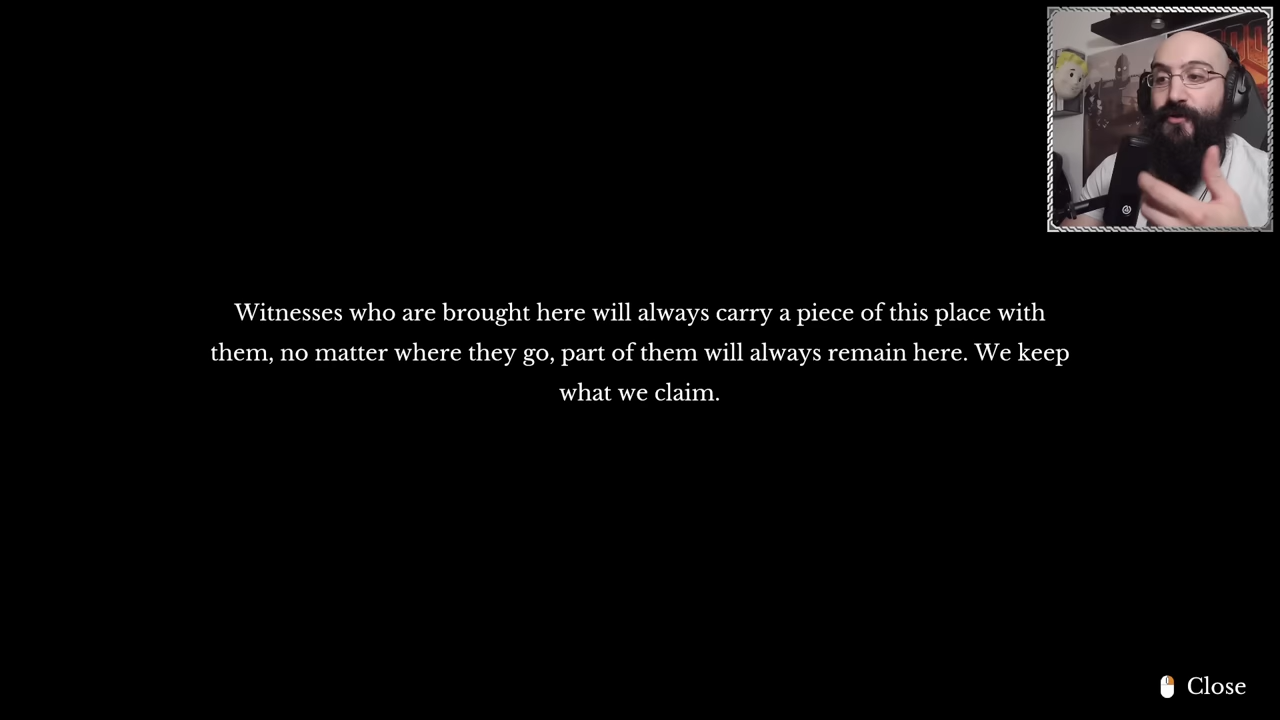 Witnesses who are brought here will always carry a piece of this place with
them, no matter where they go, part of them will always remain here. We keep
what we claim.
Close